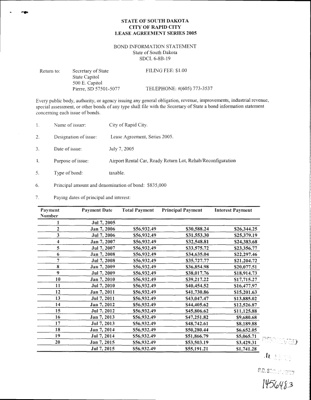 STATE OF SOUTH DAKOTA
CITY OF RAPID CITY
LEASE AGREEMENT SERIES 2005
BOND INFORMATION STATEMENT
State of South Dakota
SDCL 6-8B-19
Return to: Secretary of State FILING FEE: $1.00
State Capitol
500 E. Capitol
Pierre, SD 57501-5077 TELEPHONE: #(605) 773-3537
Every public body, authority, or agency issuing any general obligation, revenue, improvements, industrial revenue,
special assessment, or other bonds of any type shall file with the Secretary of State a bond information statement
concerning each issue of bonds.
1. Name of issuer: City of Rapid City.
2. Designation of issue: Lease Agreement, Series 2005.
3. Date of issue: July 7, 2005
4. Purpose of issue: Airport Rental Car, Ready Return Lot, Rehab/Reconfiguration
5. Type of bond: taxable.
6. Principal amount and denomination of bond: $835,000
7. Paying dates of principal and interest:
Payment Number Payment Date Total Payment Principal Payment Interest Payment
1 Jul 7, 2005
2 Jan 7, 2006 $56,932.49 $30,588.24 $26,344.25
3 Jul 7, 2006 $56,932.49 $31,553.30 $25,379.19
4 Jan 7, 2007 $56,932.49 $32,548.81 $24,383.68
5 Jul 7, 2007 $56,932.49 $33,575.72 $23,356.77
6 Jan 7, 2008 $56,932.49 $34,635.04 $22,297.46
7 Jul 7, 2008 $56,932.49 $35,727.77 $21,204.72
8 Jan 7, 2009 $56,932.49 $36,854.98 $20,077.51
9 Jul 7, 2009 $56,932.49 $38,017.76 $18,914.73
10 Jan 7, 2010 $56,932.49 $39,217.22 $17,715.27
11 Jul 7, 2010 $56,932.49 $40,454.52 $16,477.97
12 Jan 7, 2011 $56,932.49 $41,730.86 $15,201.63
13 Jul 7, 2011 $56,932.49 $43,047.47 $13,885.02
14 Jan 7, 2012 $56,932.49 $44,405.62 $12,526.87
15 Jul 7, 2012 $56,932.49 $45,806.62 $11,125.88
16 Jan 7, 2013 $56,932.49 $47,251.82 $9,680.68
17 Jul 7, 2013 $56,932.49 $48,742.61 $8,189.88
18 Jan 7, 2014 $56,932.49 $50,280.44 $6,652.05
19 Jul 7, 2014 $56,932.49 $51,866.79 $5,065.71
20 Jan 7, 2015 $56,932.49 $53,503.19 $3,429.31
Jul 7, 2015 $56,932.49 $55,191.21 $1,741.28